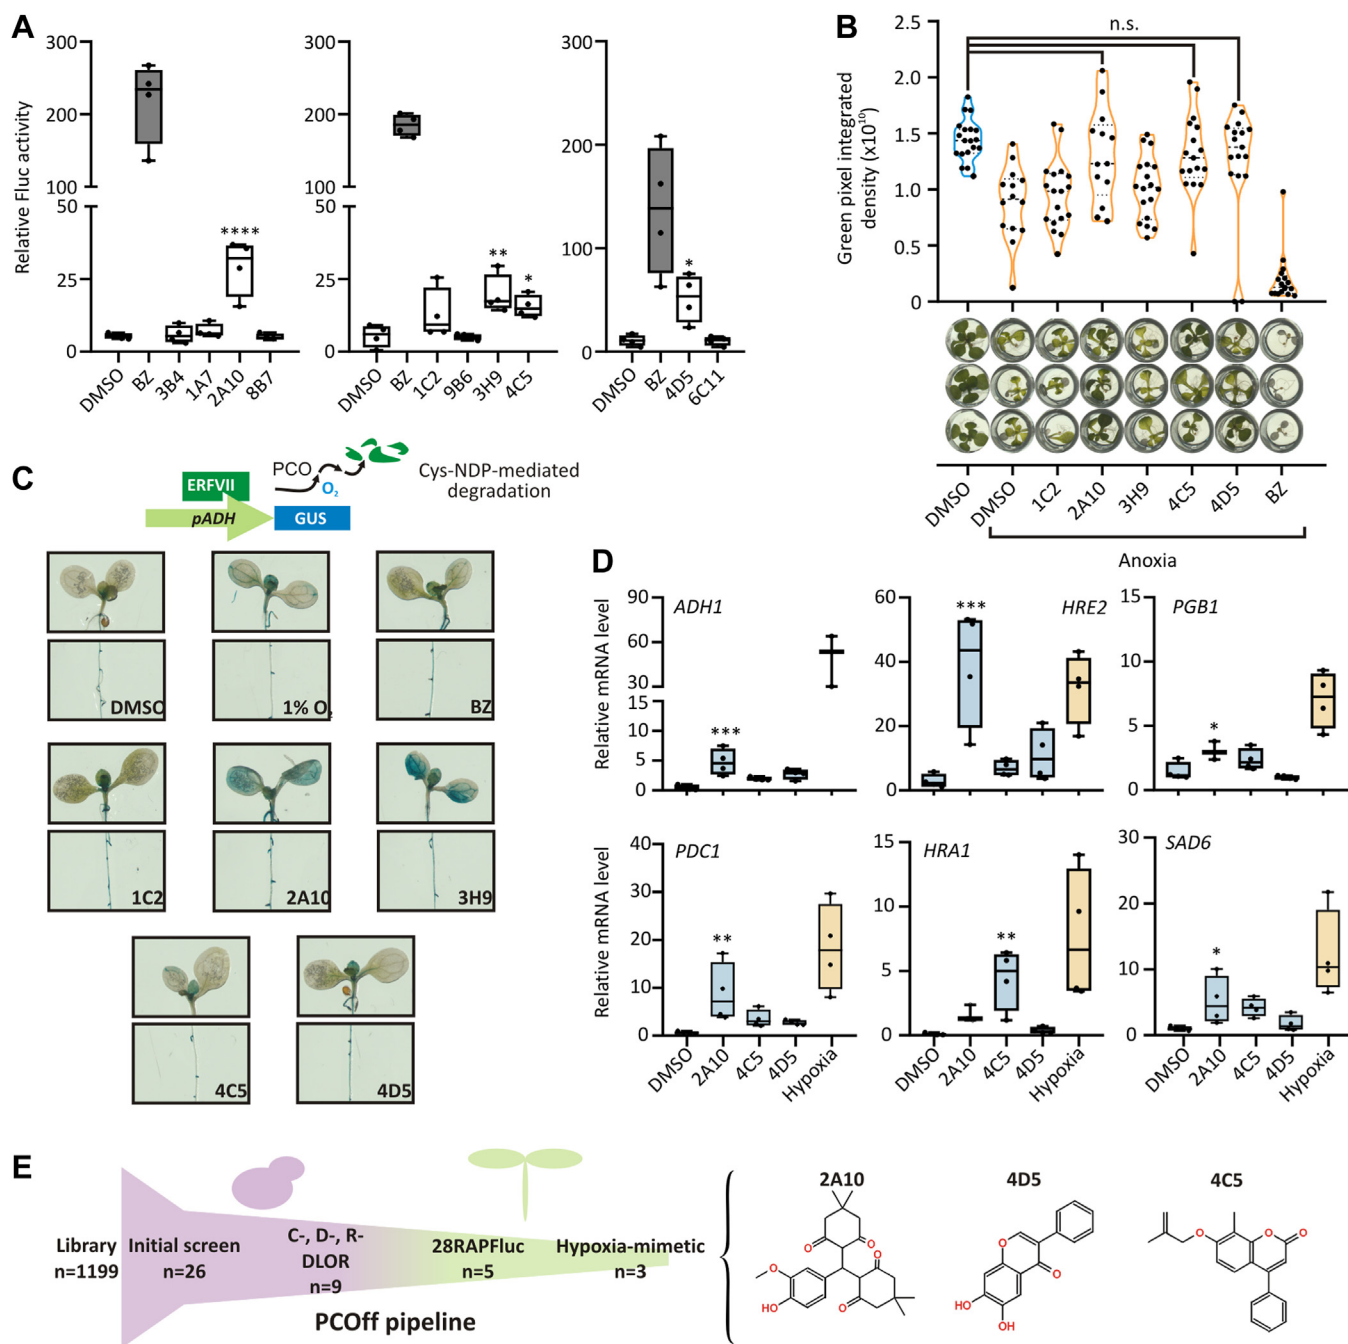 A
Relative Fluc activity
300
200
100
50
25
0
DMSO
BZ
3B4
1A7
2A10
8B7
****
300
200
100
50
25
0
DMSO
BZ
1C2
9B6
3H9
4C5
**
*
300
200
100
0
DMSO
BZ
4D5
6C11
*
B
Green pixel integrated
density (x10¹⁰)
2.5
2.0
1.5
1.0
0.5
0
n.s.
DMSO
DMSO
1C2
2A10
3H9
4C5
4D5
BZ
Anoxia
C
ERFVII
pADH
GUS
PCO
O₂
Cys-NDP-mediated
degradation
DMSO
1% O₂
BZ
1C2
2A10
3H9
4C5
4D5
D
Relative mRNA level
90
60
30
15
10
5
0
ADH1
***
60
40
20
0
HRE2
***
15
10
5
0
PGB1
*
Relative mRNA level
40
30
20
10
0
PDC1
**
DMSO
2A10
4C5
4D5
Hypoxia
15
10
5
0
HRA1
**
DMSO
2A10
4C5
4D5
Hypoxia
30
20
10
0
SAD6
*
DMSO
2A10
4C5
4D5
Hypoxia
E
Library
n=1199
Initial screen
n=26
C-, D-, R-
DLOR
n=9
28RAPFluc
n=5
Hypoxia-mimetic
n=3
PCOff pipeline
2A10
O
O
O
O
O
HO
4D5
O
O
HO
OH
4C5
O
O
O